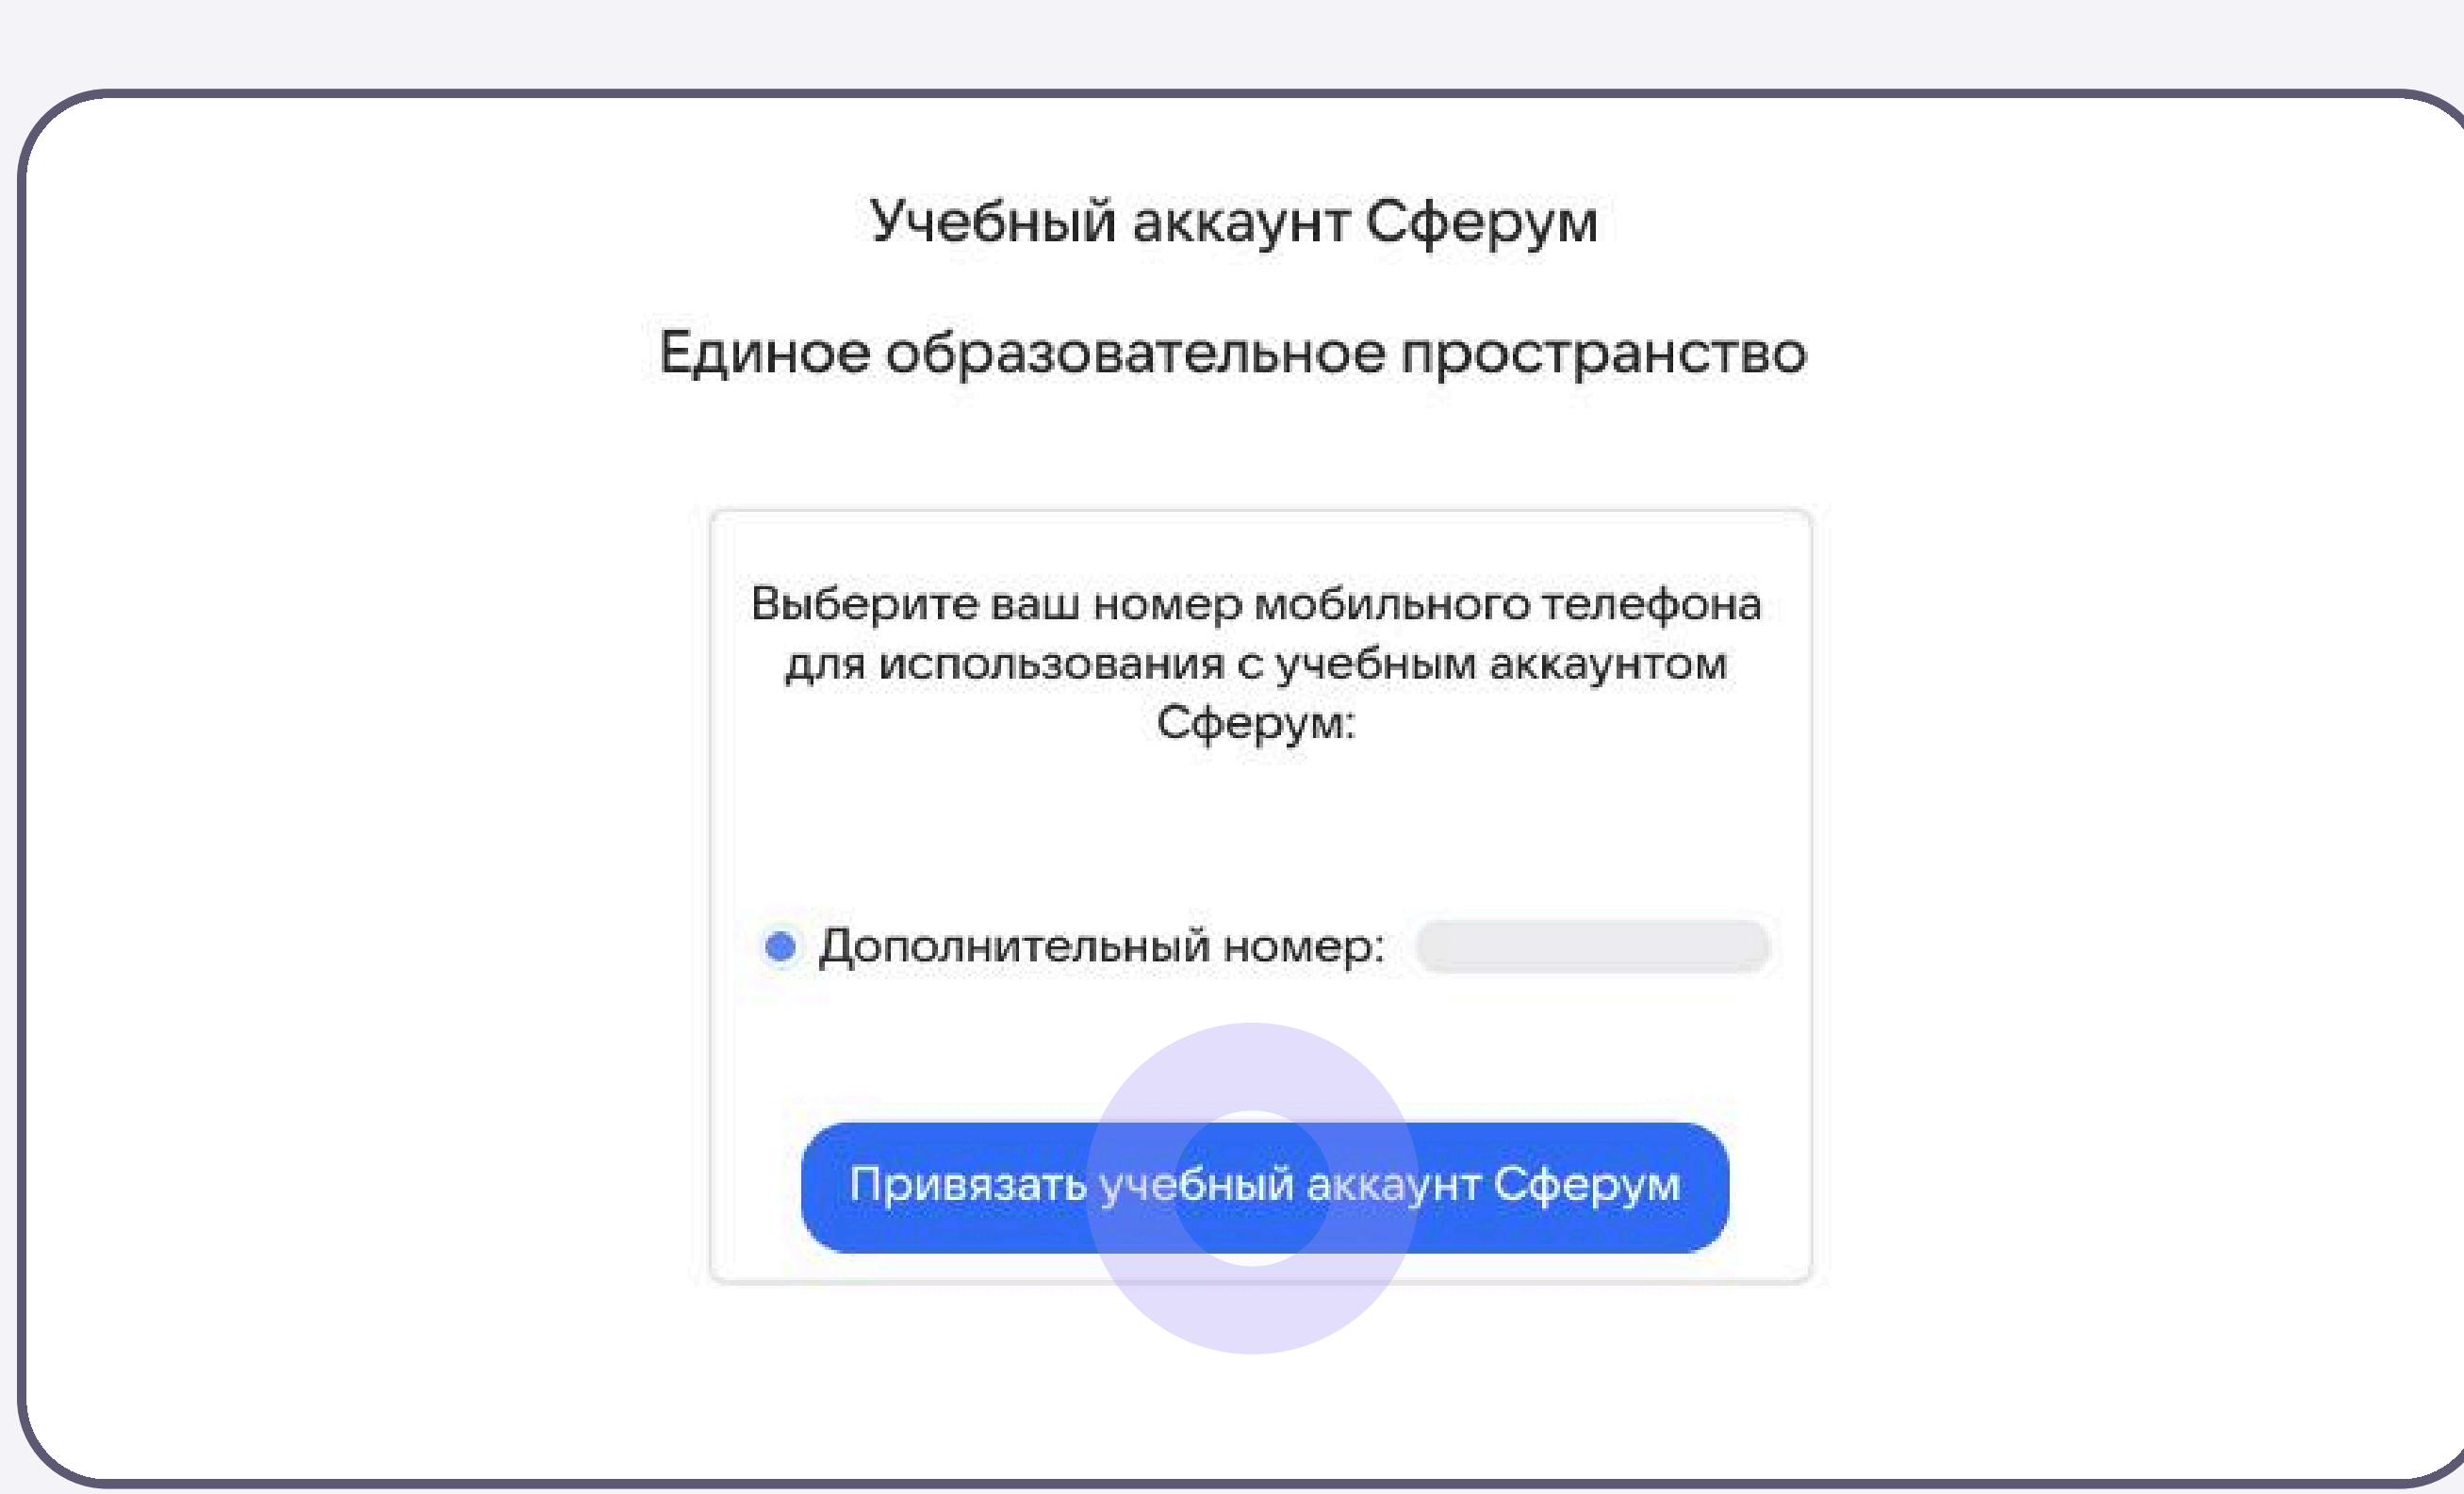 Учебный аккаунт Сферум
Единое образовательное пространство
Выберите ваш номер мобильного телефона
для использования с учебным аккаунтом
Сферум:
Дополнительный номер:
Привязать учебный аккаунт Сферум